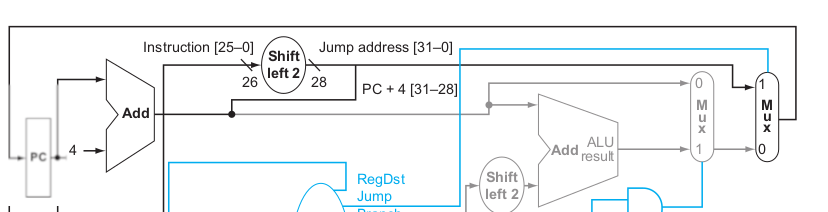 Instruction [25–0]
Shift
left 2
Jump address [31–0]
26
28
PC + 4 [31–28]
Add
4
PC
0
M
u
x
1
1
M
u
x
0
Add
ALU
result
Shift
left 2
RegDst
Jump
Branch